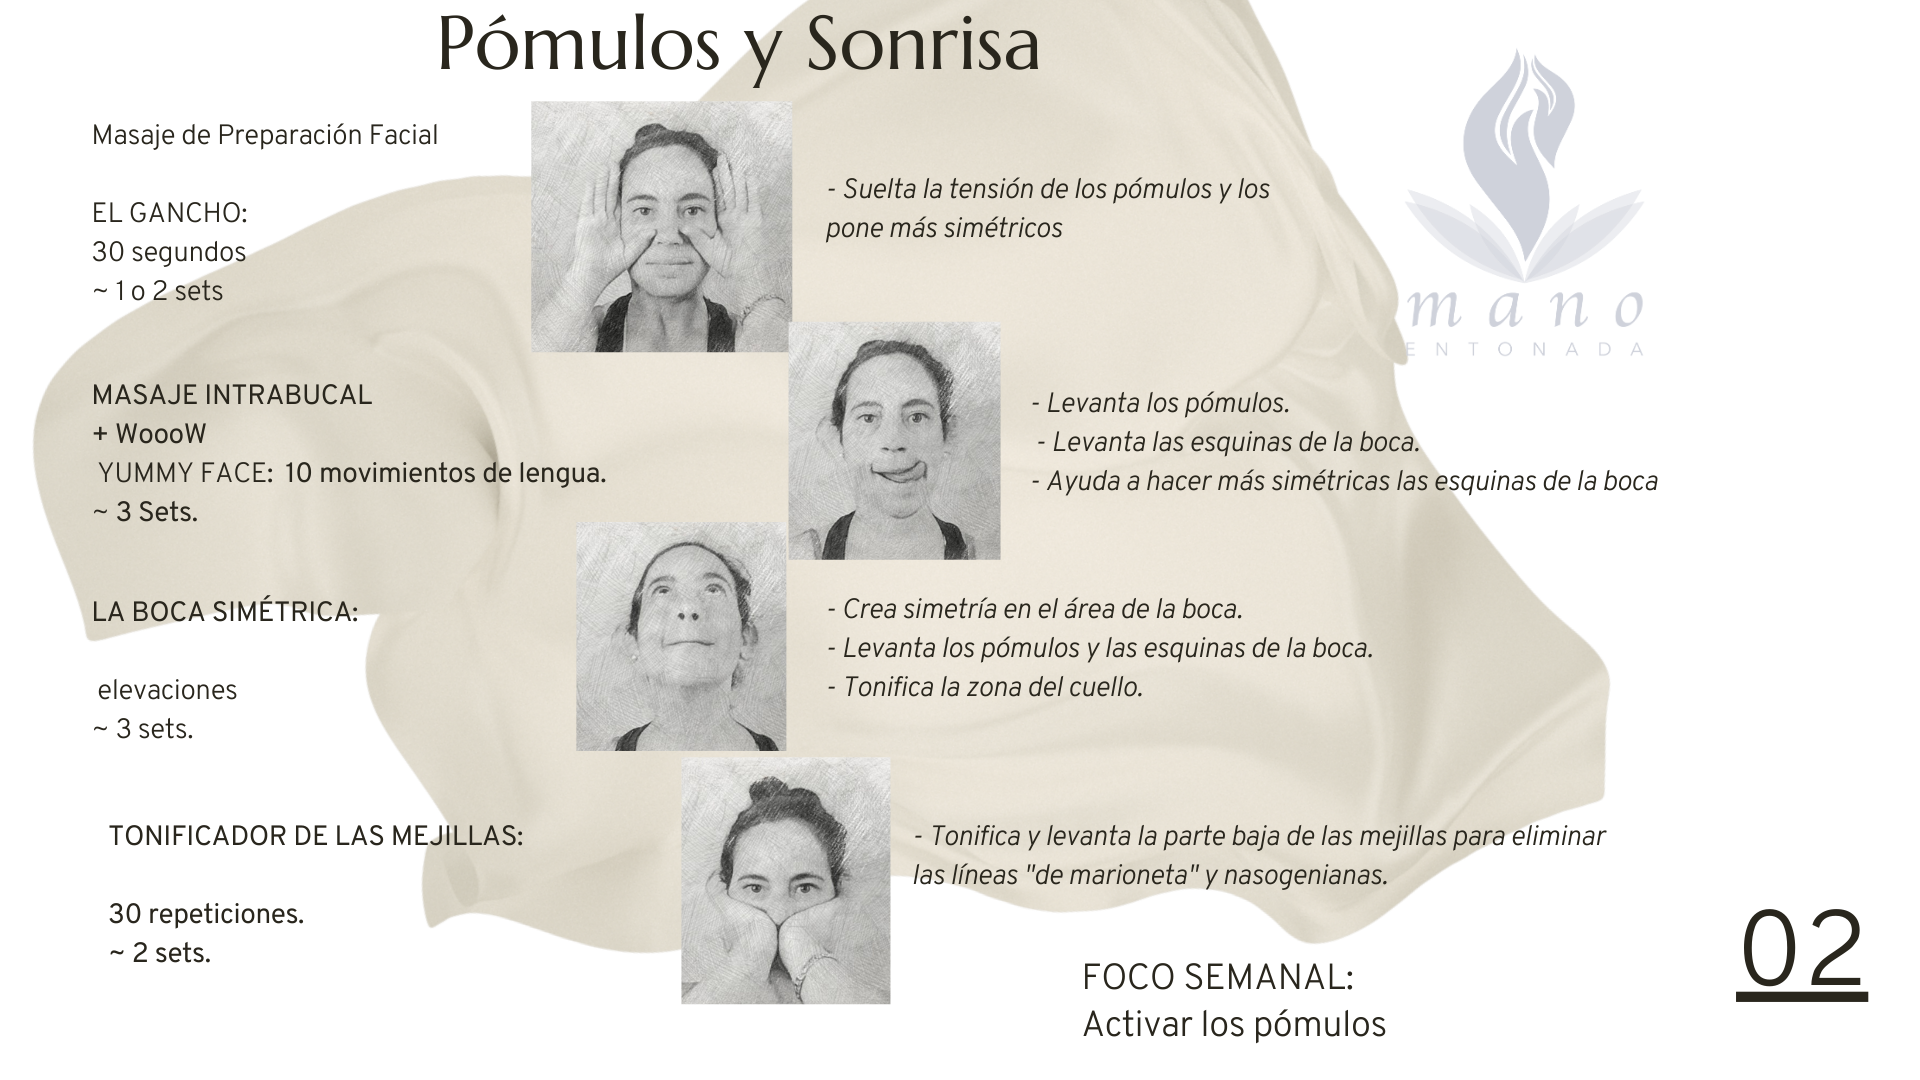 Pómulos y Sonrisa
Masaje de Preparación Facial
EL GANCHO:
30 segundos
~ 1 o 2 sets
- Suelta la tensión de los pómulos y los
pone más simétricos
mano
ENTONADA
MASAJE INTRABUCAL
+ WoooW
YUMMY FACE: 10 movimientos de lengua.
~ 3 Sets.
- Levanta los pómulos.
- Levanta las esquinas de la boca.
- Ayuda a hacer más simétricas las esquinas de la boca
LA BOCA SIMÉTRICA:
elevaciones
~ 3 sets.
- Crea simetría en el área de la boca.
- Levanta los pómulos y las esquinas de la boca.
- Tonifica la zona del cuello.
TONIFICADOR DE LAS MEJILLAS:
30 repeticiones.
~ 2 sets.
- Tonifica y levanta la parte baja de las mejillas para eliminar
las líneas "de marioneta" y nasogenianas.
FOCO SEMANAL:
Activar los pómulos
02